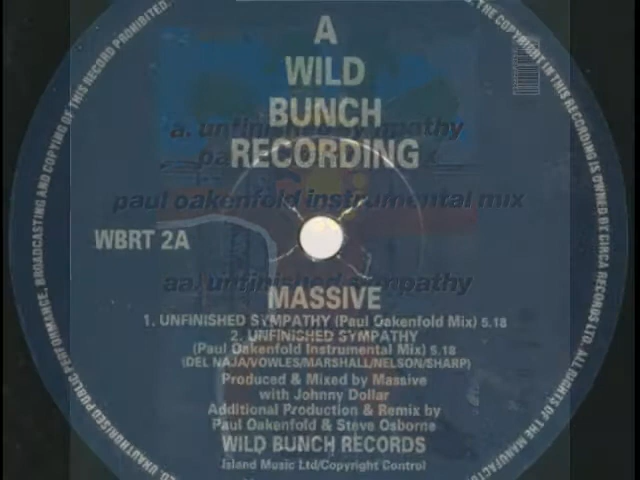 A
WILD
BUNCH
RECORDING
a. unfinished sympathy
paul oakenfold instrumental mix
WBRT 2A
aa. unfinished sympathy
MASSIVE
1. UNFINISHED SYMPATHY (Paul Oakenfold Mix) 5.18
2. UNFINISHED SYMPATHY
(Paul Oakenfold Instrumental Mix) 5.18
(DEL NAJA/VOWLES/MARSHALL/NELSON/SHARP)
Produced & Mixed by Massive
with Johnny Dollar
Additional Production & Remix by
Paul Oakenfold & Steve Osborne
WILD BUNCH RECORDS
Island Music Ltd/Copyright Control
UNAUTHORISED PUBLIC PERFORMANCE, BROADCASTING AND COPYING OF THIS RECORD PROHIBITED.
THE COPYRIGHT IN THIS RECORDING IS OWNED BY CIRCA RECORDS LTD. ALL RIGHTS OF THE MANUFACTURER